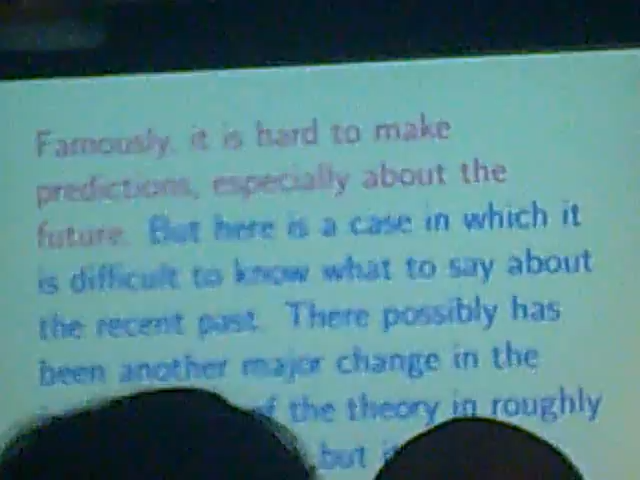 Famously, it is hard to make
predictions, especially about the
future. But here is a case in which it
is difficult to know what to say about
the recent past. There possibly has
been another major change in the
of the theory in roughly
but